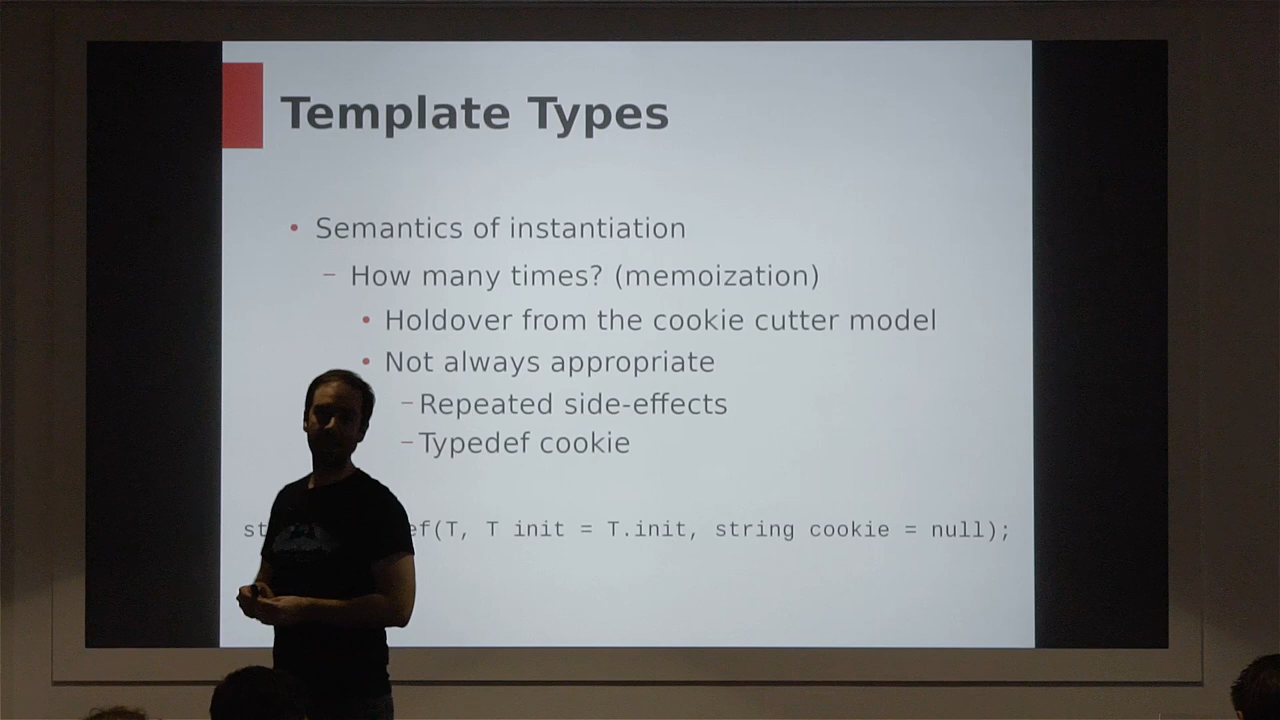 Template Types
• Semantics of instantiation
– How many times? (memoization)
• Holdover from the cookie cutter model
• Not always appropriate
– Repeated side-effects
– Typedef cookie
ef(T, T init = T.init, string cookie = null);